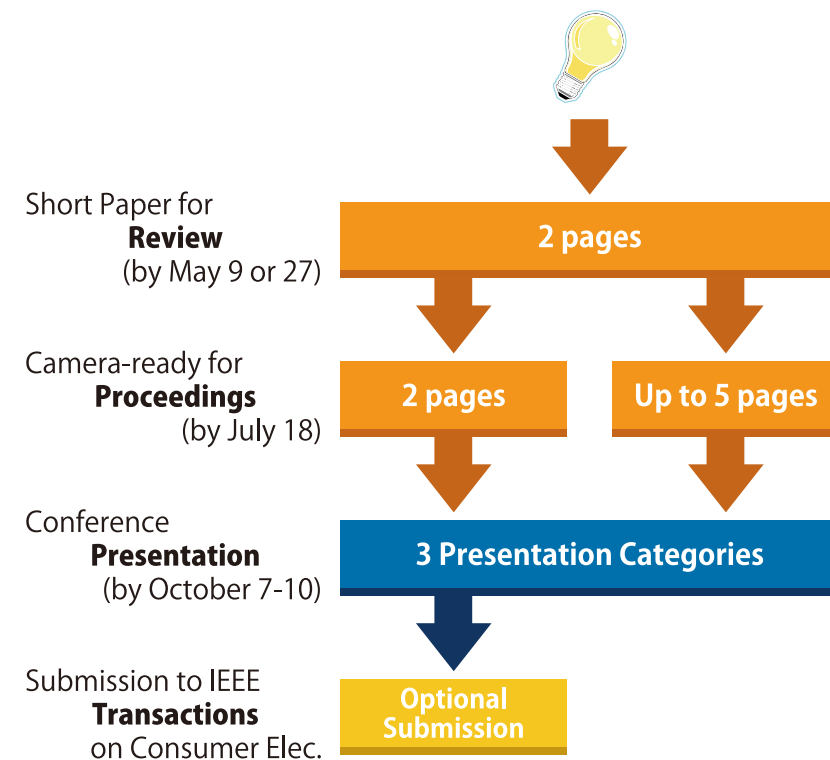 Short Paper for
Review
(by May 9 or 27)
2 pages
Camera-ready for
Proceedings
(by July 18)
2 pages
Up to 5 pages
Conference
Presentation
(by October 7-10)
3 Presentation Categories
Submission to IEEE
Transactions
on Consumer Elec.
Optional
Submission